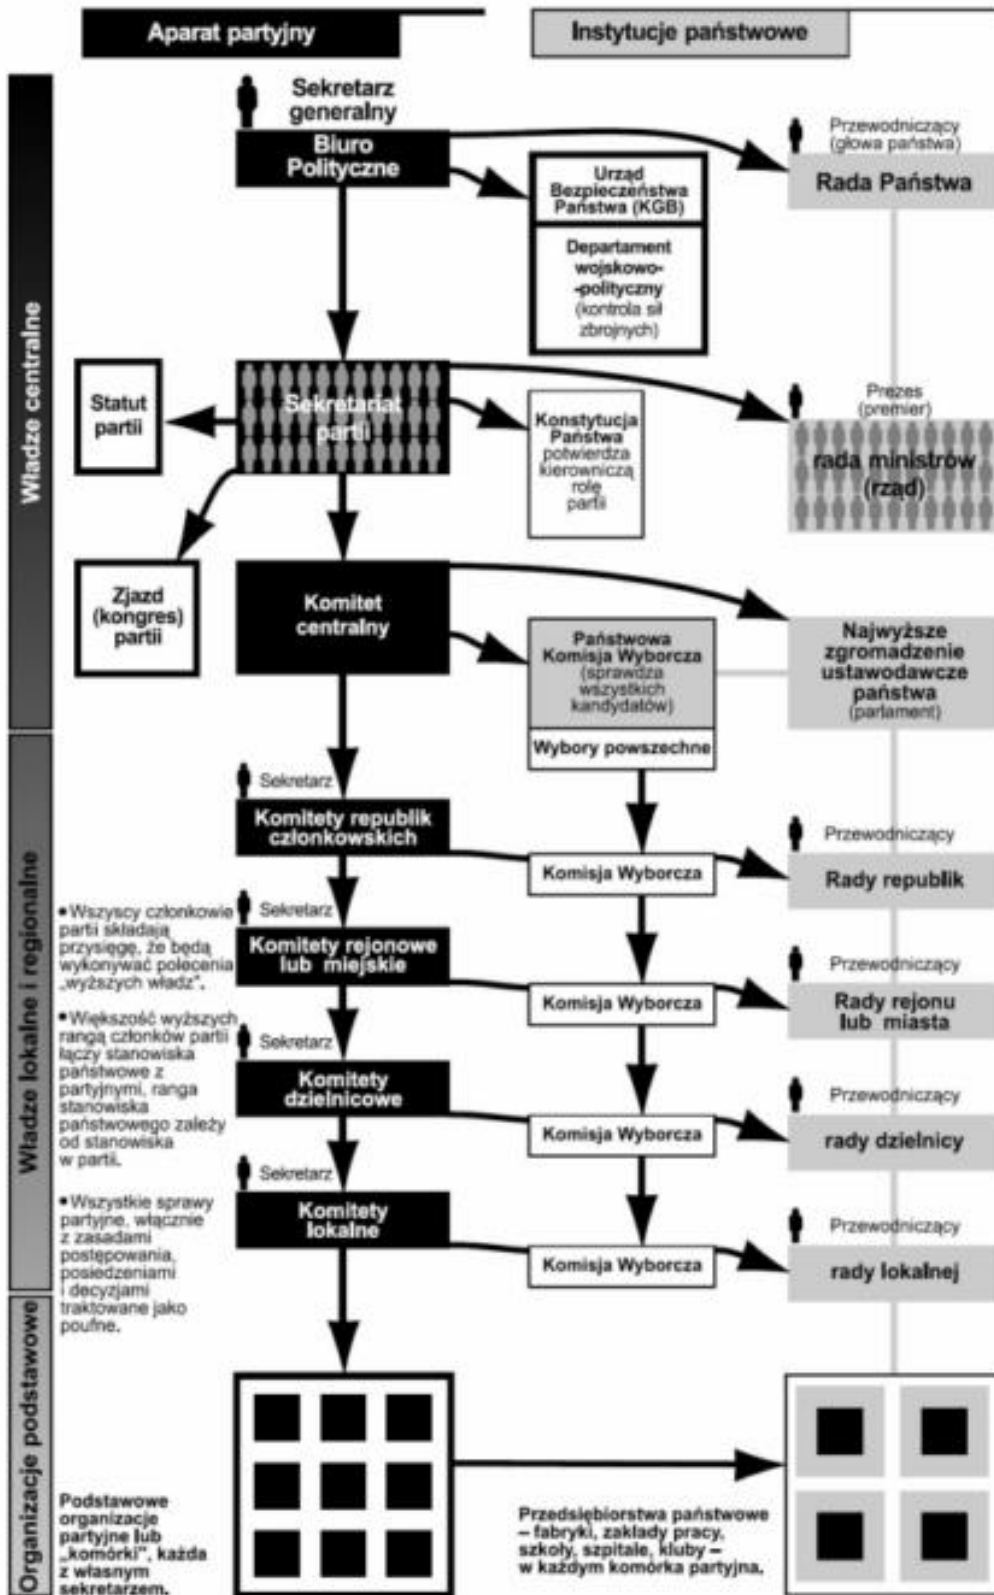 Aparat partyjny
Instytucje państwowe
Władze centralne
Sekretarz
generalny
Biuro
Polityczne
Urząd
Bezpieczeństwa
Państwa (KGB)
Departament
wojskowo-
-polityczny
(kontrola sił
zbrojnych)
Przewodniczący
(głowa państwa)
Rada Państwa
Statut
partii
Sekretariat
partii
Konstytucja
Państwa
potwierdza
kierowniczą
rolę
partii
Prezes
(premier)
rada ministrów
(rząd)
Zjazd
(kongres)
partii
Komitet
centralny
Państwowa
Komisja Wyborcza
(sprawdza
wszystkich
kandydatów)
Wybory powszechne
Najwyższe
zgromadzenie
ustawodawcze
państwa
(parlament)
Władze lokalne i regionalne
Sekretarz
Komitety republik
członkowskich
Komisja Wyborcza
Przewodniczący
Rady republik
• Wszyscy członkowie
partii składają
przysięgę, że będą
wykonywać polecenia
„wyższych władz".
Sekretarz
Komitety rejonowe
lub miejskie
Komisja Wyborcza
Przewodniczący
Rady rejonu
lub miasta
• Większość wyższych
rangą członków partii
łączy stanowiska
państwowe z
partyjnymi, ranga
stanowiska
państwowego zależy
od stanowiska
w partii.
Sekretarz
Komitety
dzielnicowe
Komisja Wyborcza
Przewodniczący
rady dzielnicy
• Wszystkie sprawy
partyjne, włącznie
z zasadami
postępowania,
posiedzeniami
i decyzjami
traktowane jako
poufne.
Sekretarz
Komitety
lokalne
Komisja Wyborcza
Przewodniczący
rady lokalnej
Organizacje podstawowe
Podstawowe
organizacje
partyjne lub
„komórki", każda
z własnym
sekretarzem.
Przedsiębiorstwa państwowe
– fabryki, zakłady pracy,
szkoły, szpitale, kluby –
w każdym komórka partyjna.